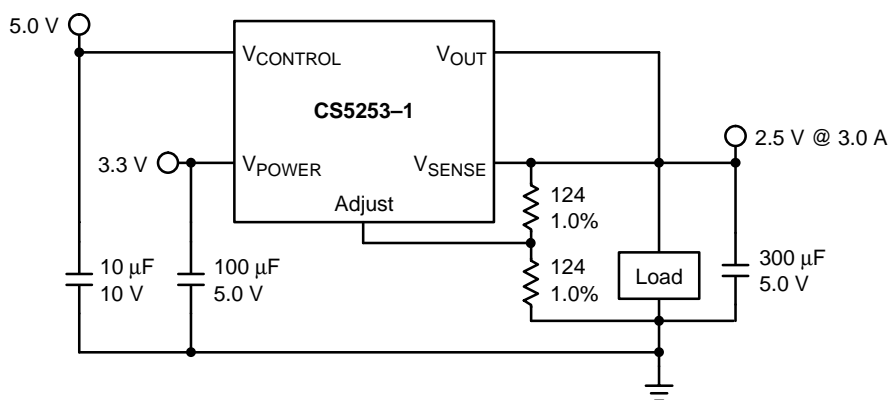 5.0 V
VCONTROL
VOUT
CS5253–1
2.5 V @ 3.0 A
3.3 V
VPOWER
VSENSE
Adjust
124
1.0%
124
1.0%
10 μF
10 V
100 μF
5.0 V
Load
300 μF
5.0 V